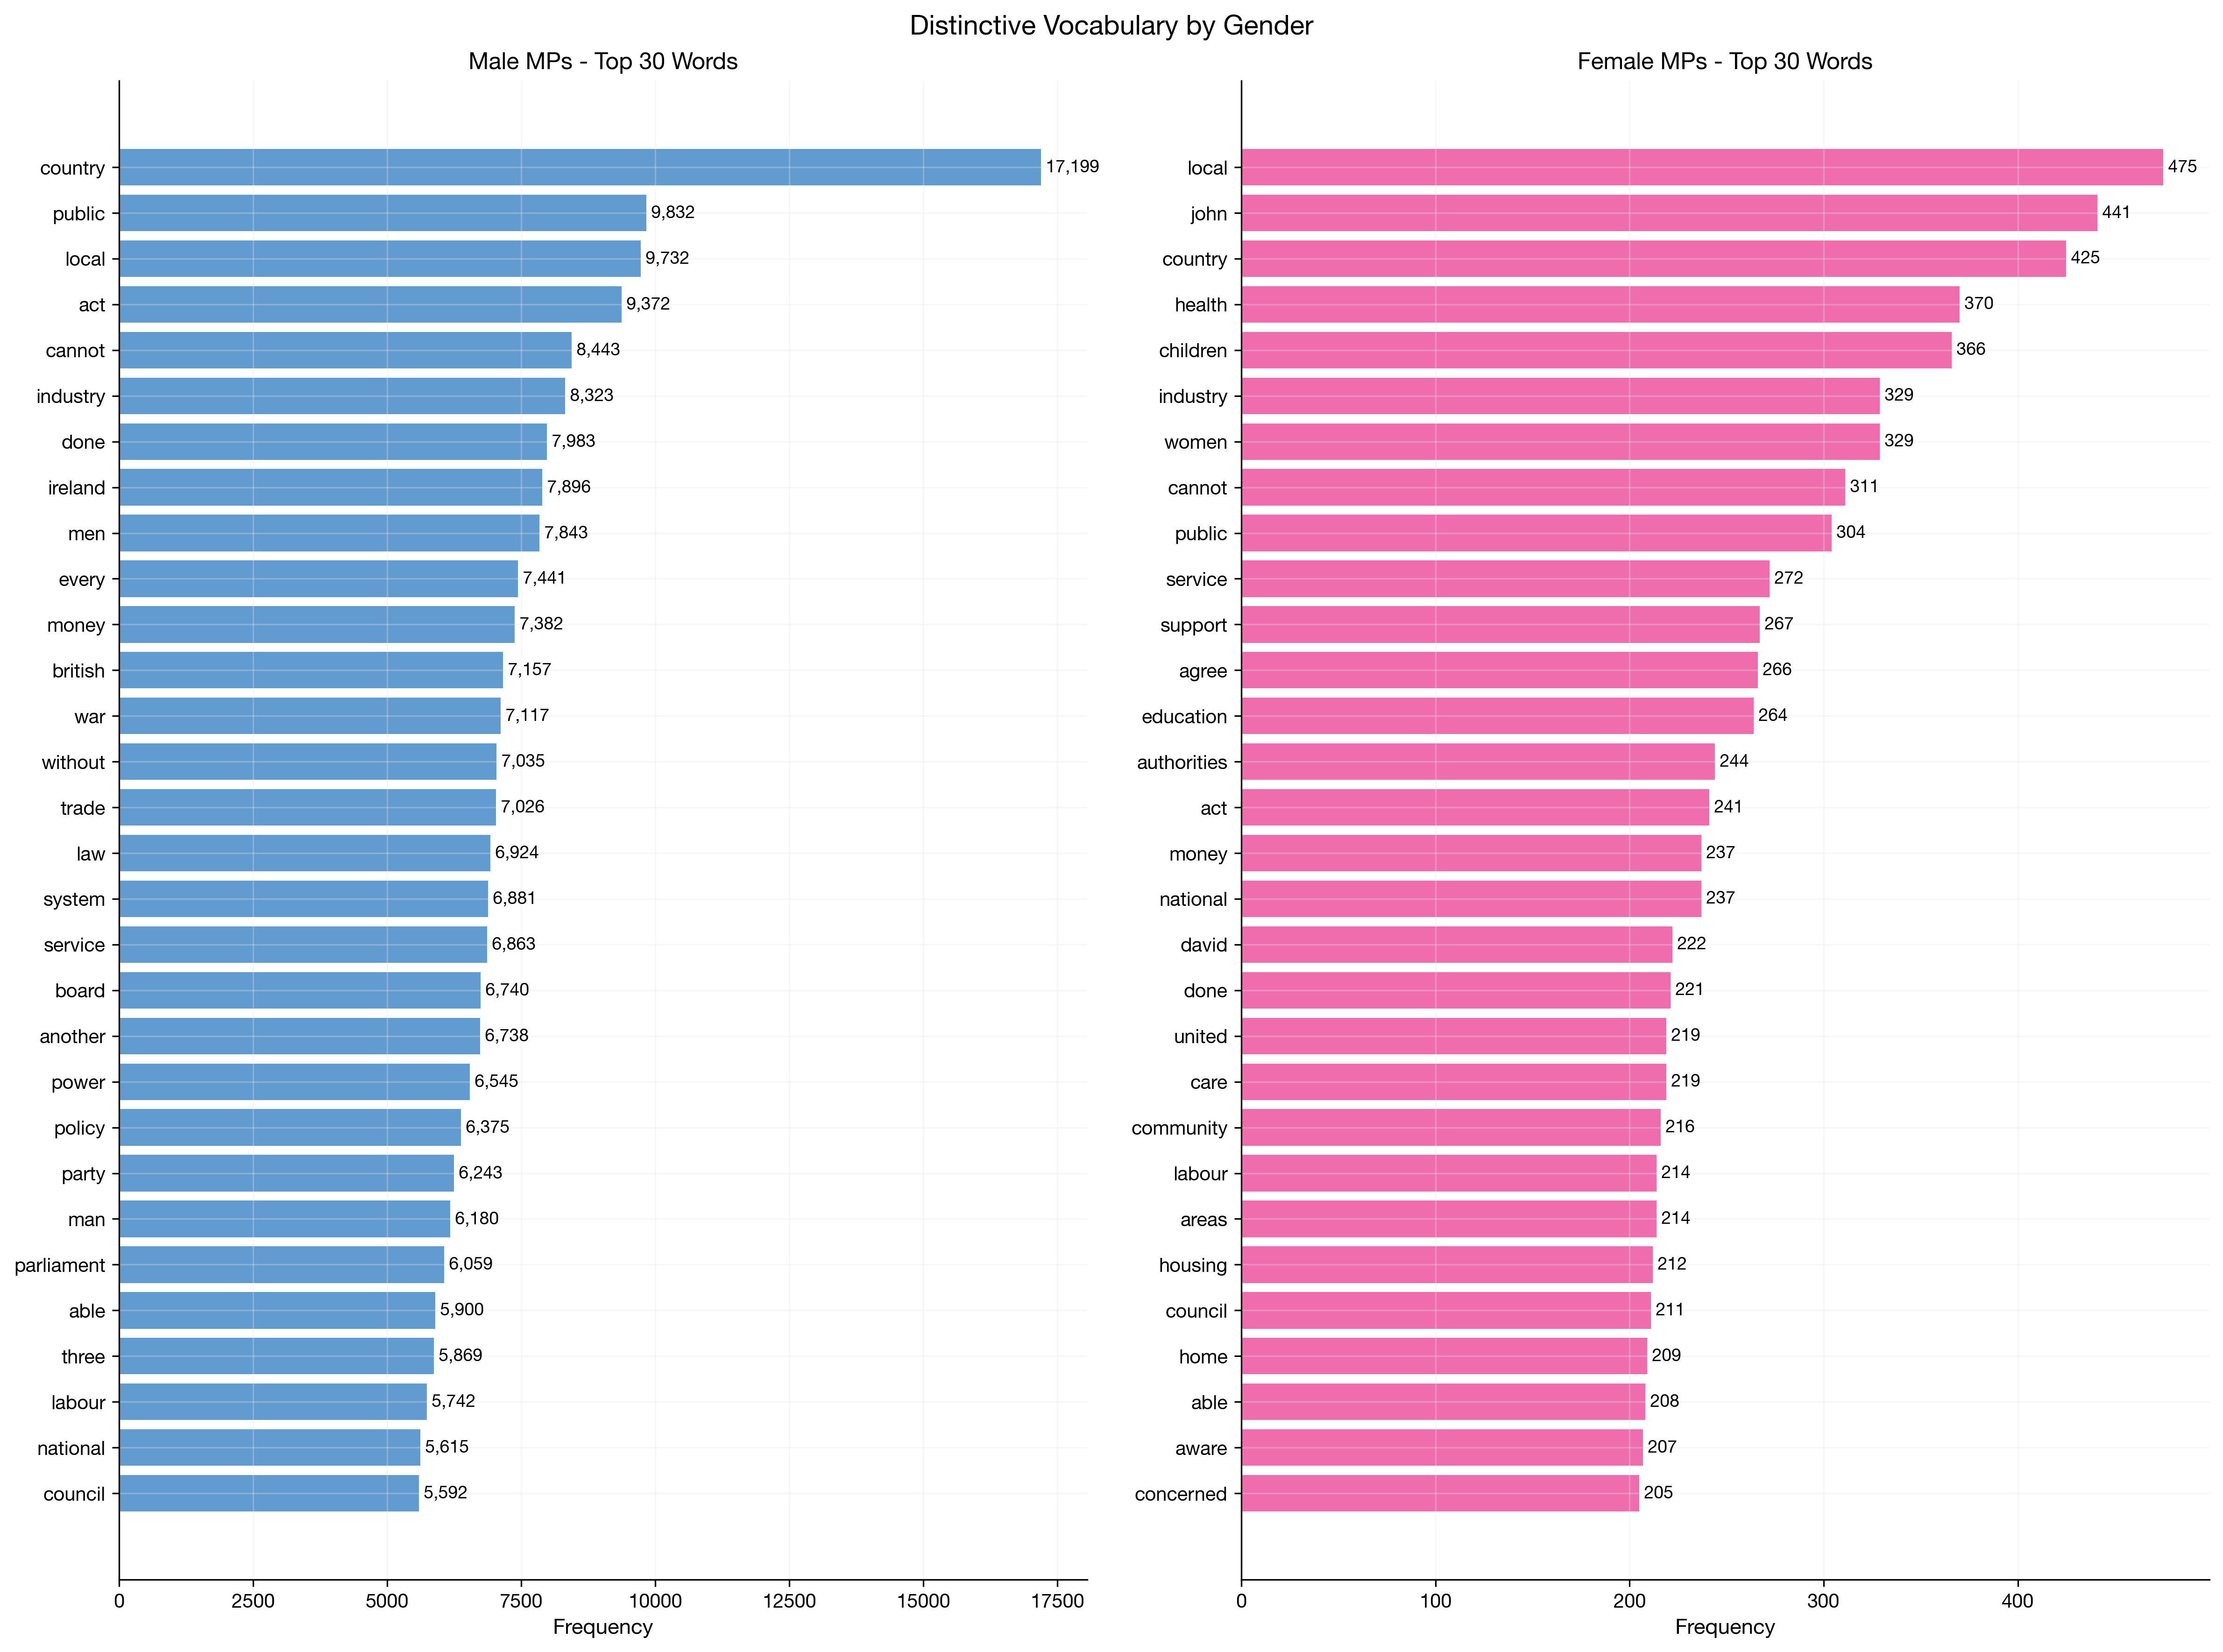 Distinctive Vocabulary by Gender
Male MPs - Top 30 Words
country 17,199
public 9,832
local 9,732
act 9,372
cannot 8,443
industry 8,323
done 7,983
ireland 7,896
men 7,843
every 7,441
money 7,382
british 7,157
war 7,117
without 7,035
trade 7,026
law 6,924
system 6,881
service 6,863
board 6,740
another 6,738
power 6,545
policy 6,375
party 6,243
man 6,180
parliament 6,059
able 5,900
three 5,869
labour 5,742
national 5,615
council 5,592
0 2500 5000 7500 10000 12500 15000 17500
Frequency
Female MPs - Top 30 Words
local 475
john 441
country 425
health 370
children 366
industry 329
women 329
cannot 311
public 304
service 272
support 267
agree 266
education 264
authorities 244
act 241
money 237
national 237
david 222
done 221
united 219
care 219
community 216
labour 214
areas 214
housing 212
council 211
home 209
able 208
aware 207
concerned 205
0 100 200 300 400
Frequency